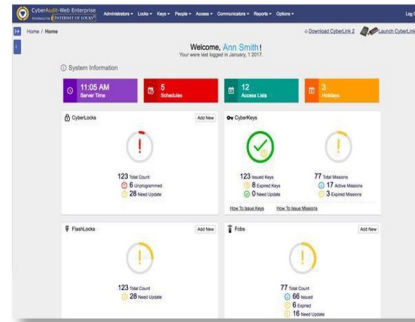 CyberAudit-Web Enterprise
Administrators Locks Keys People Access Communicators Reports Options
Log
Home / Home
Download CyberLink 2
Launch CyberLink
Welcome, Ann Smith!
Your were last logged in January, 1 2017.
System Information
11:05 AM
Server Time
5
Schedules
12
Access Lists
3
Holidays
CyberLocks
Add New
123 Total Count
6 Unprogrammed
28 Need Update
CyberKeys
123 Issued Keys
8 Expired Keys
0 Need Update
77 Total Missions
17 Active Missions
3 Expired Missions
How To Issue Keys
How To Issue Missions
FlashLocks
Add New
123 Total Count
28 Need Update
Fobs
Add New
77 Total Count
66 Issued
6 Expired
16 Need Update